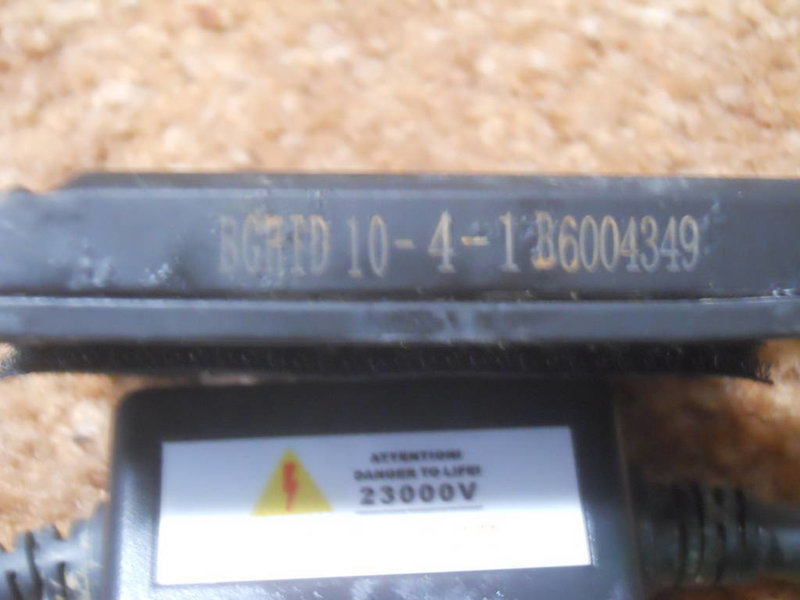 BGHID 10-4-1 B6004349
ATTENTION!
DANGER TO LIFE!
23000V